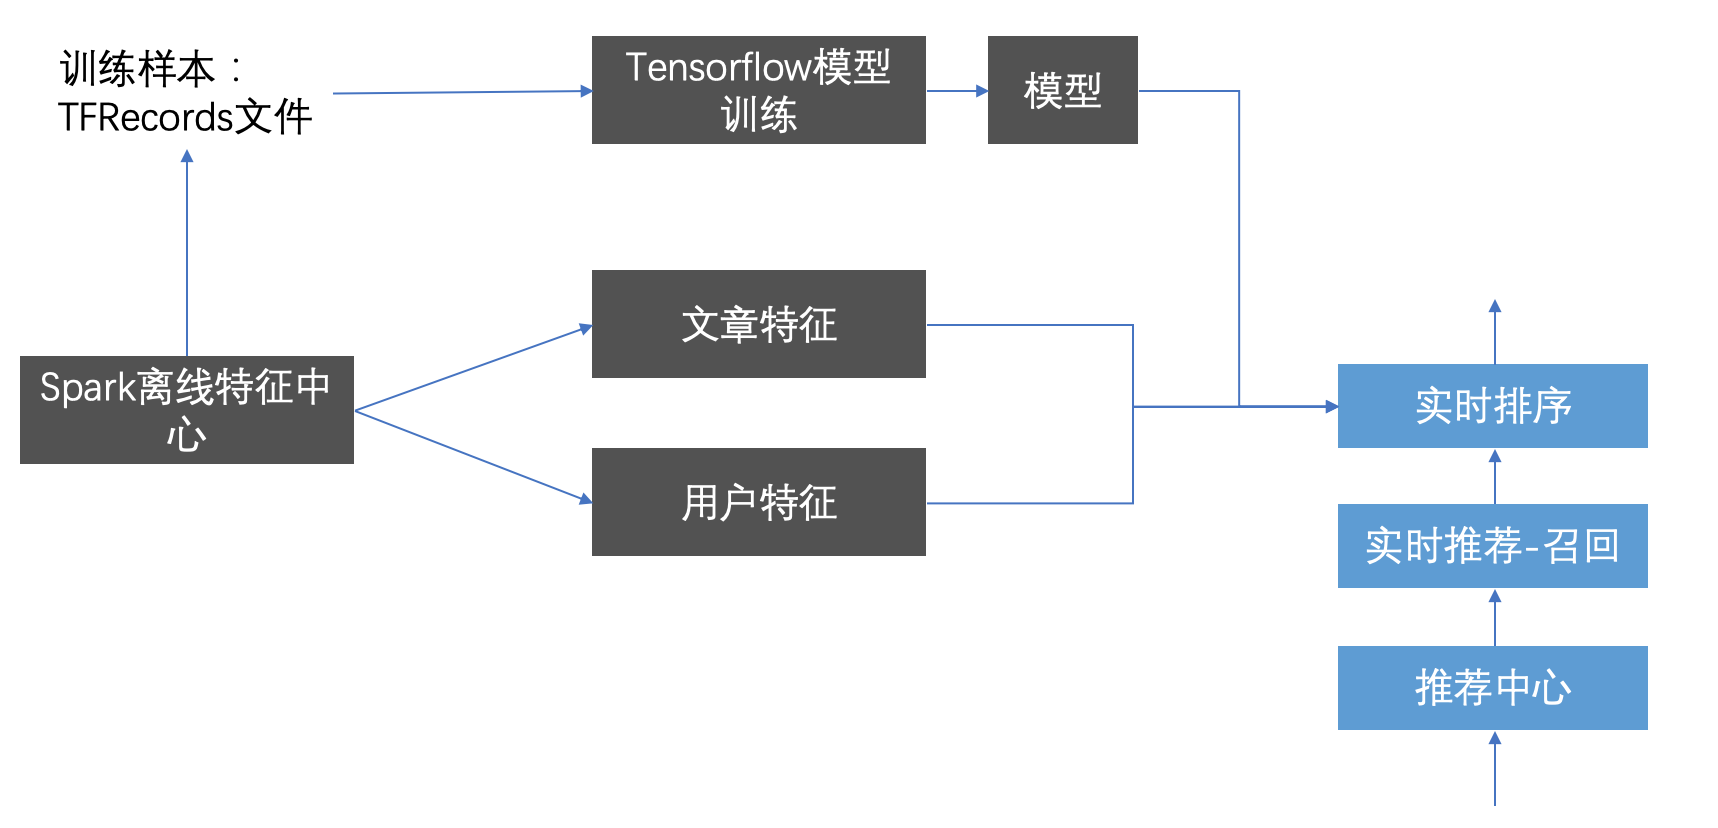 训练样本：
TFRecords文件
Tensorflow模型
训练
模型
文章特征
Spark离线特征中
心
用户特征
实时排序
实时推荐-召回
推荐中心